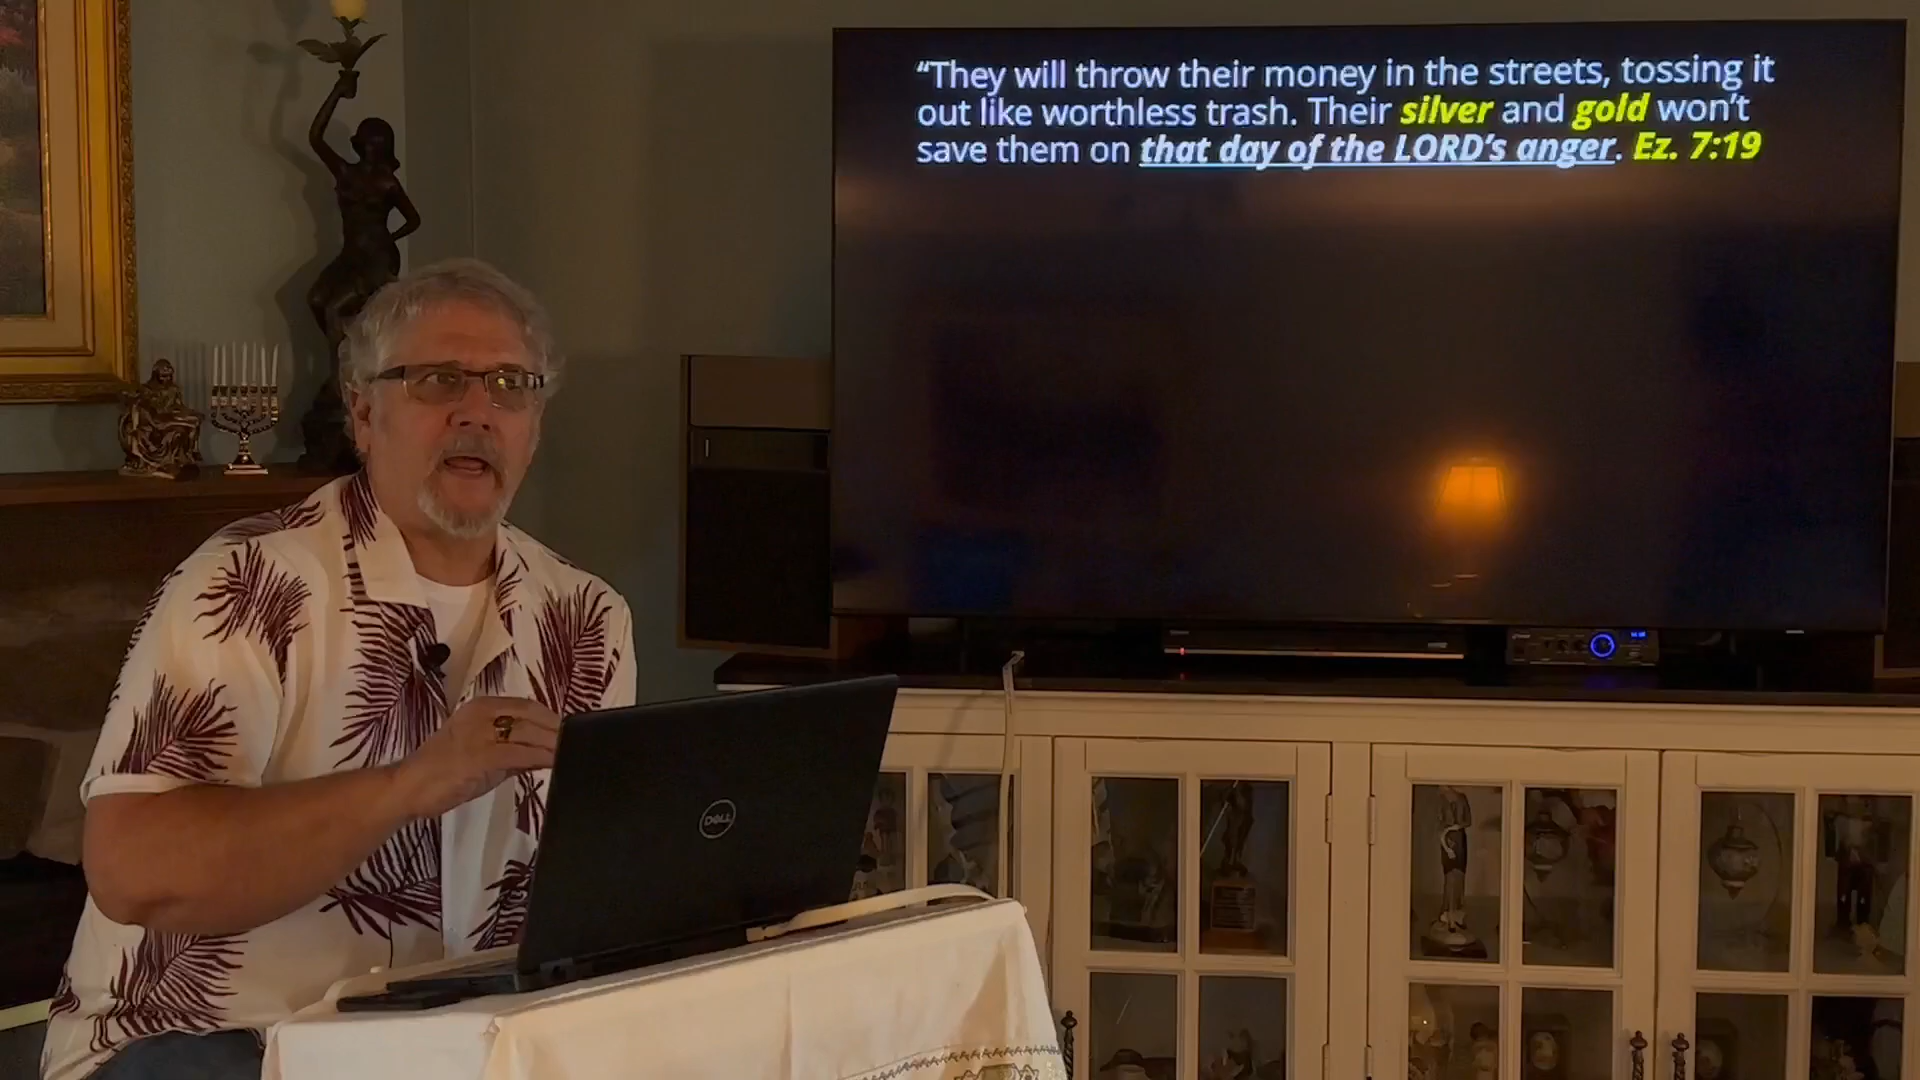 “They will throw their money in the streets, tossing it
out like worthless trash. Their silver and gold won’t
save them on that day of the LORD’s anger. Ez. 7:19
DELL